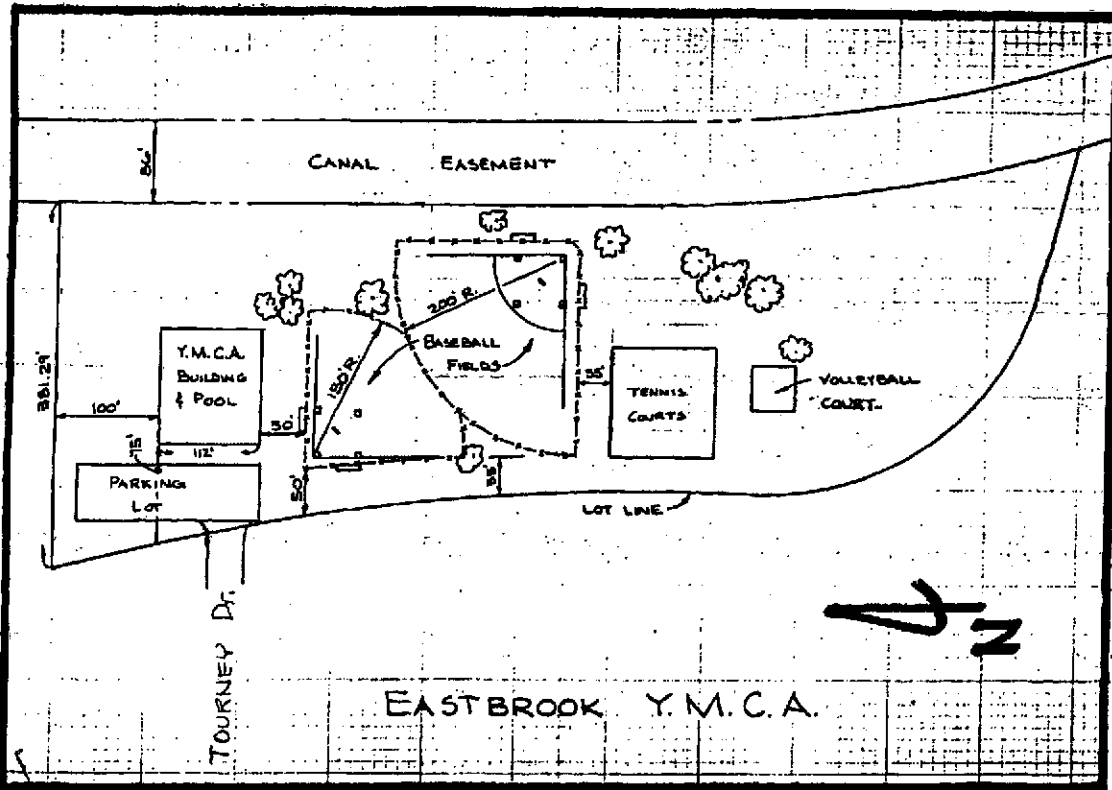 CANAL EASEMENT
86'
381.29'
Y.M.C.A.
BUILDING
& POOL
100'
112'
15'
PARKING
LOT
50'
50'
150' R.
200' R.
BASEBALL
FIELDS
35'
55'
TENNIS
COURTS
VOLLEYBALL
COURT
LOT LINE
TOURNEY Dr.
N
EASTBROOK Y.M.C.A.